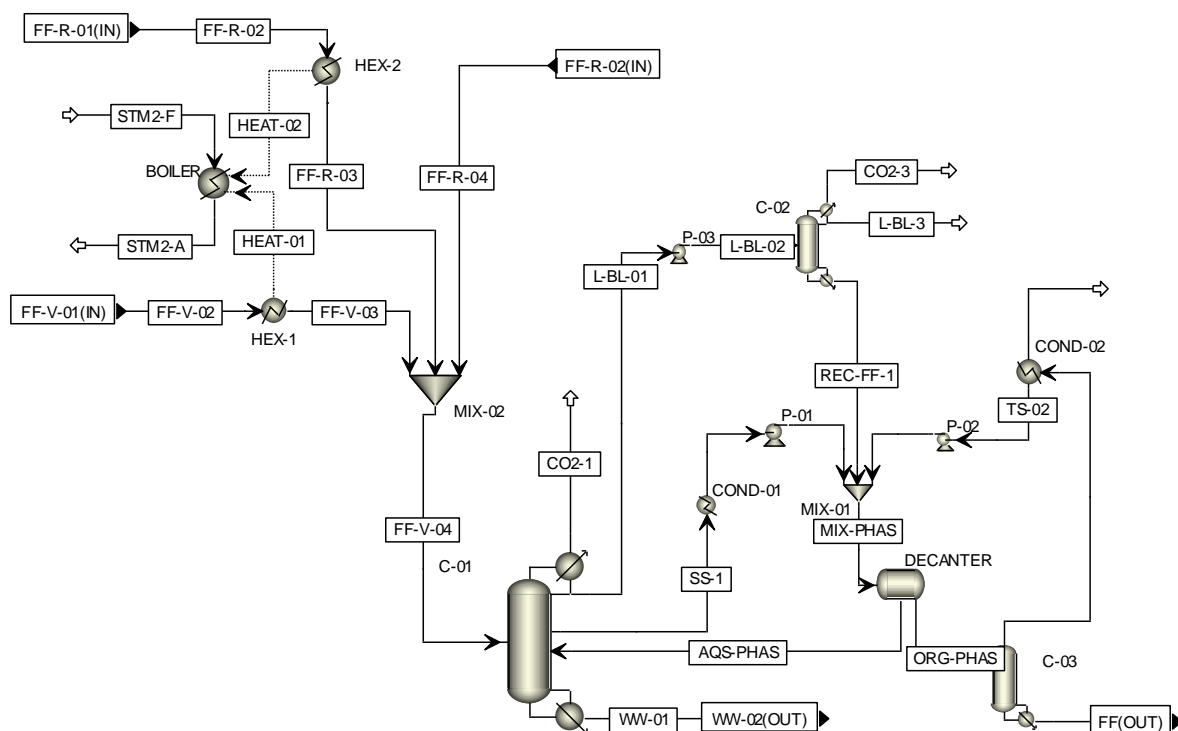 FF-R-01(IN)
FF-R-02
HEX-2
FF-R-02(IN)
STM2-F
HEAT-02
BOILER
FF-R-03
FF-R-04
CO2-3
C-02
L-BL-3
STM2-A
HEAT-01
P-03
L-BL-02
L-BL-01
FF-V-01(IN)
FF-V-02
FF-V-03
HEX-1
COND-02
REC-FF-1
MIX-02
TS-02
P-01
P-02
CO2-1
COND-01
MIX-01
MIX-PHAS
FF-V-04
DECANTER
C-01
SS-1
AQS-PHAS
ORG-PHAS
C-03
WW-01
WW-02(OUT)
FF(OUT)